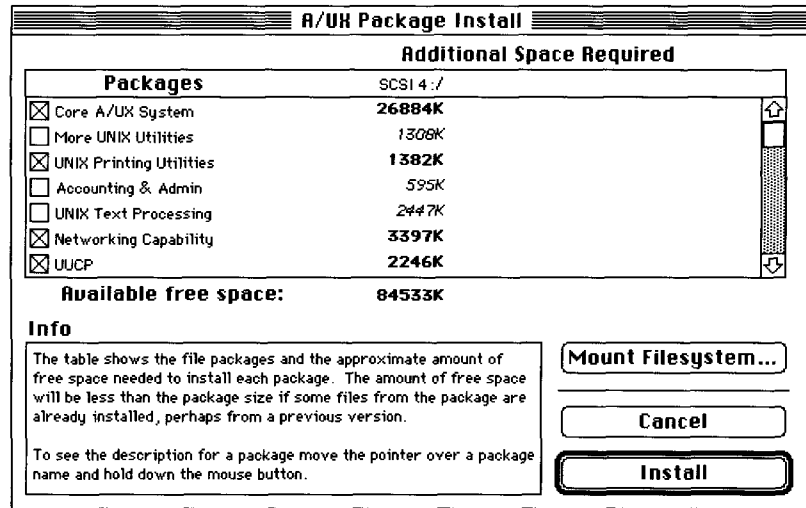 A/UX Package Install
Additional Space Required
Packages SCSI 4:/
Core A/UX System 26884K
More UNIX Utilities 1308K
UNIX Printing Utilities 1382K
Accounting & Admin 595K
UNIX Text Processing 2447K
Networking Capability 3397K
UUCP 2246K
Available free space: 84533K
Info
The table shows the file packages and the approximate amount of
free space needed to install each package. The amount of free space
will be less than the package size if some files from the package are
already installed, perhaps from a previous version.
To see the description for a package move the pointer over a package
name and hold down the mouse button.
Mount Filesystem...
Cancel
Install